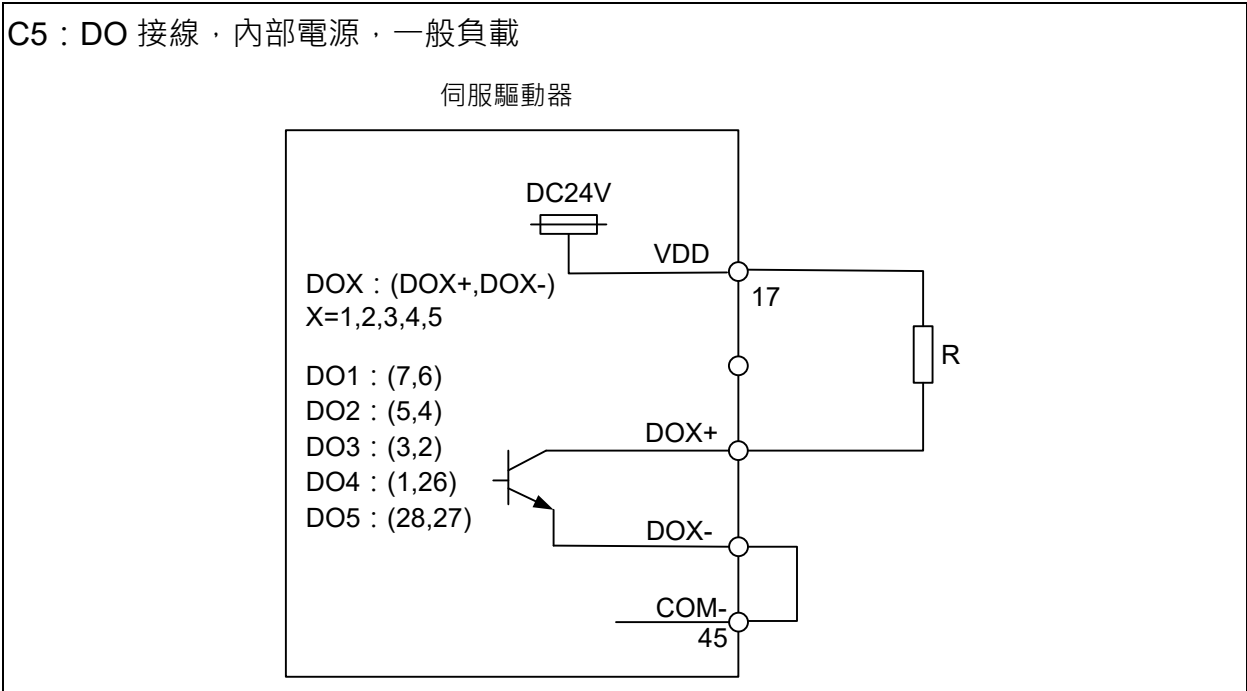 C5：DO 接線，內部電源，一般負載
伺服驅動器
DC24V
VDD
17
DOX：(DOX+,DOX-)
X=1,2,3,4,5
R
DO1：(7,6)
DO2：(5,4)
DO3：(3,2)
DO4：(1,26)
DO5：(28,27)
DOX+
DOX-
COM-
45